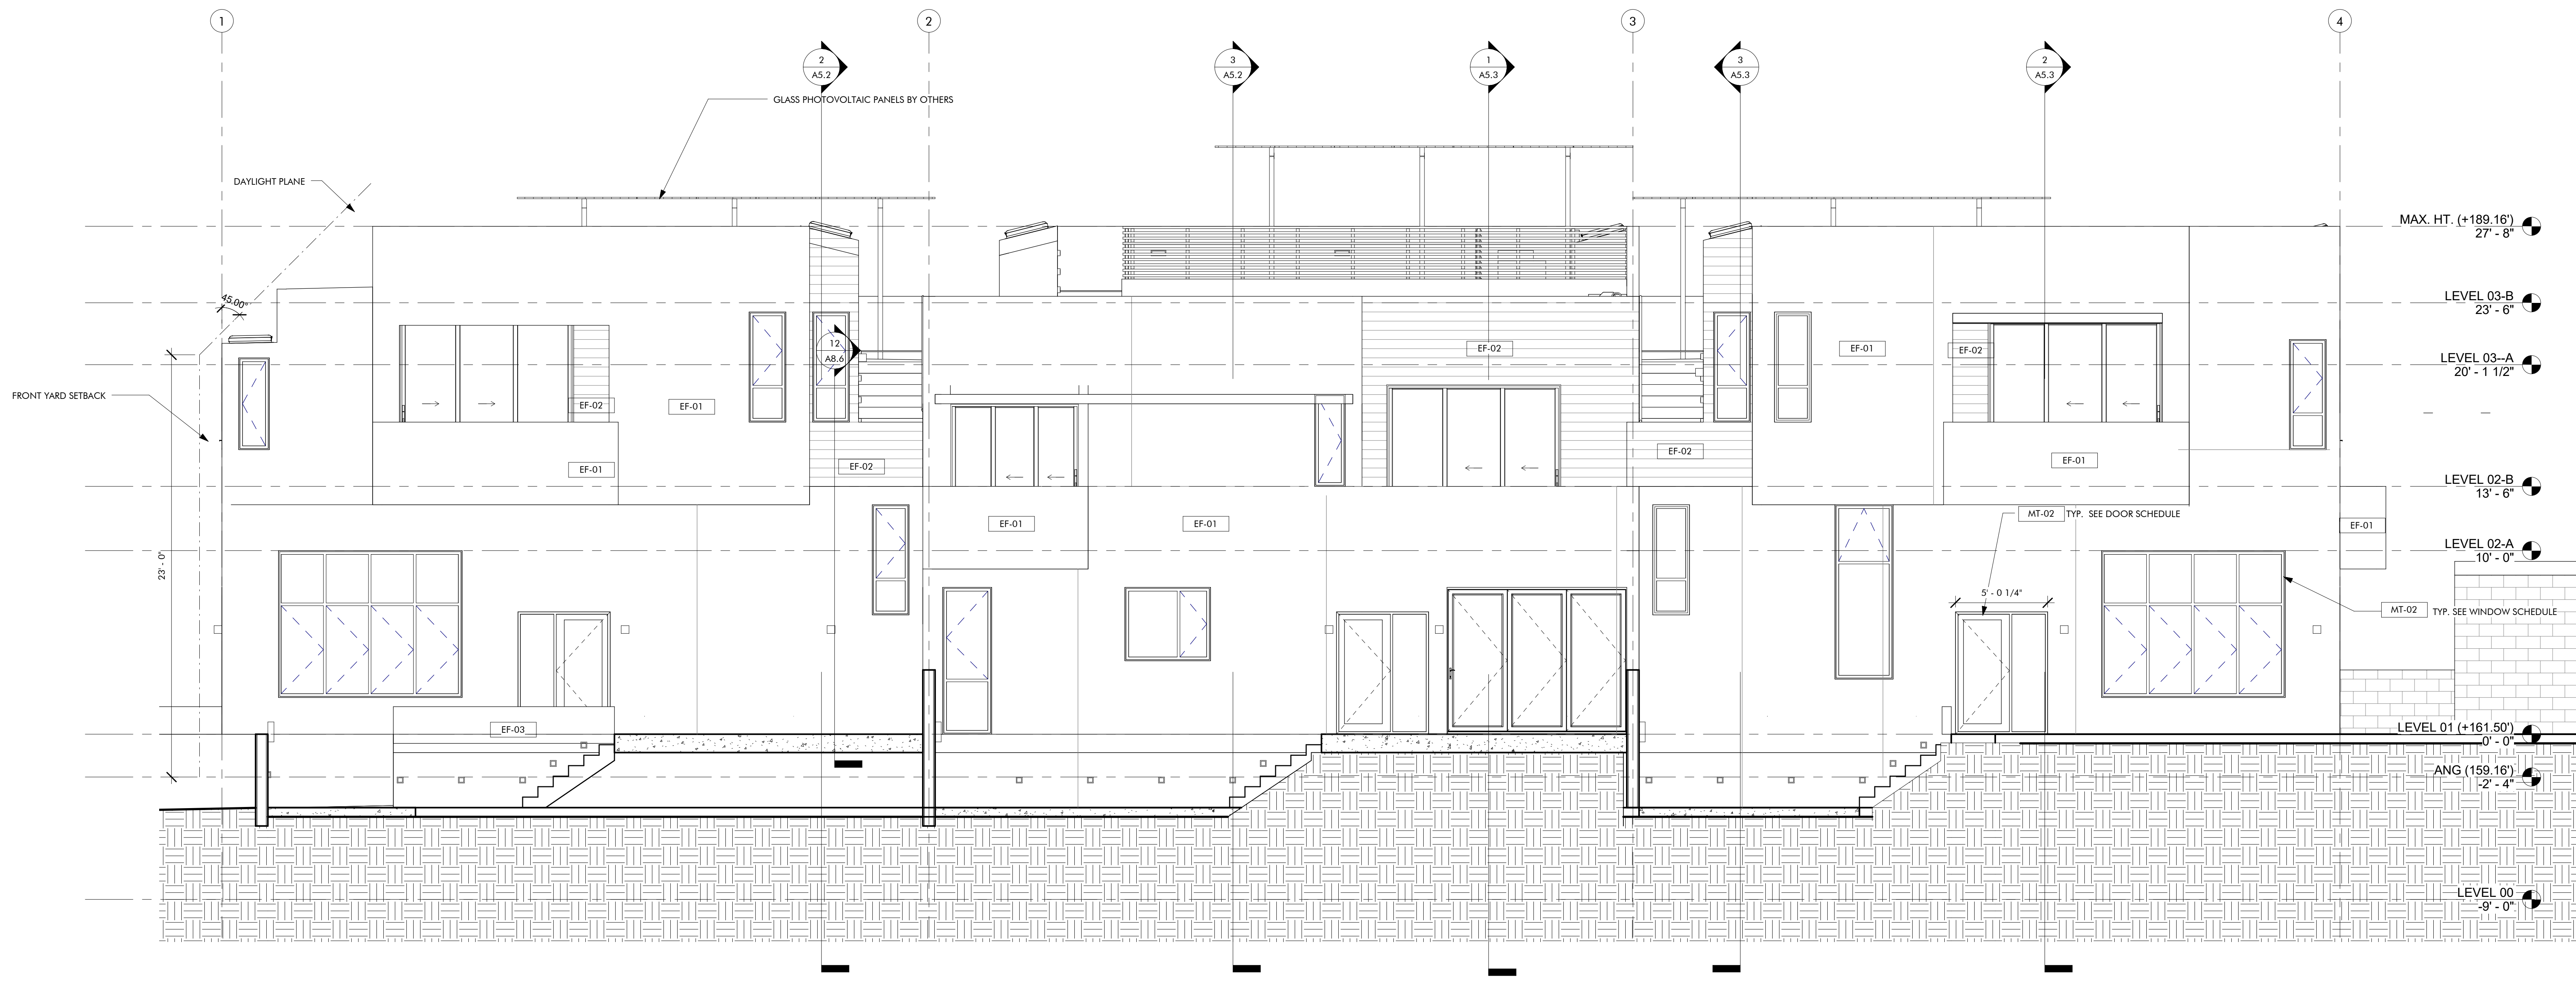 1
2
3
4
2
A5.2
3
A5.2
1
A5.3
3
A5.3
2
A5.3
GLASS PHOTOVOLTAIC PANELS BY OTHERS
DAYLIGHT PLANE
MAX. HT. (+189.16')
27' - 8"
45.00°
LEVEL 03-B
23' - 6"
12
A8.6
EF-02
EF-01
EF-02
LEVEL 03--A
20' - 1 1/2"
FRONT YARD SETBACK
EF-02
EF-01
EF-01
EF-02
EF-02
EF-01
LEVEL 02-B
13' - 6"
MT-02 TYP. SEE DOOR SCHEDULE
EF-01
EF-01
EF-01
LEVEL 02-A
10' - 0"
23' - 0"
5' - 0 1/4"
MT-02 TYP. SEE WINDOW SCHEDULE
EF-03
LEVEL 01 (+161.50')
0' - 0"
ANG (159.16')
-2' - 4"
LEVEL 00
-9' - 0"